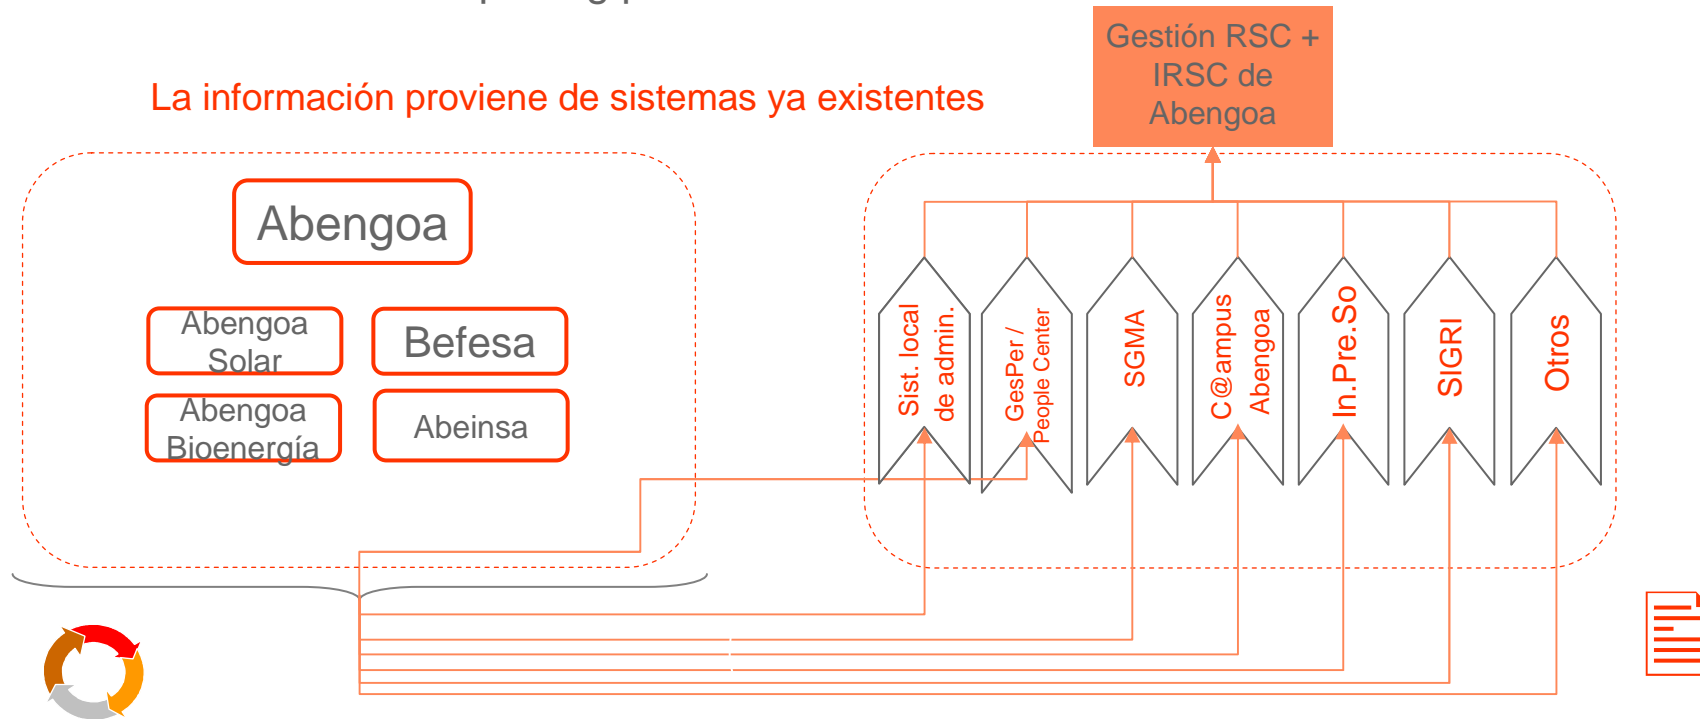 Gestión RSC +
IRSC de
Abengoa
La información proviene de sistemas ya existentes
Abengoa
Abengoa
Solar
Befesa
Abengoa
Bioenergía
Abeinsa
Sist. local
de admin.
GesPer /
People Center
SGMA
C@ampus
Abengoa
In.Pre.So
SIGRI
Otros